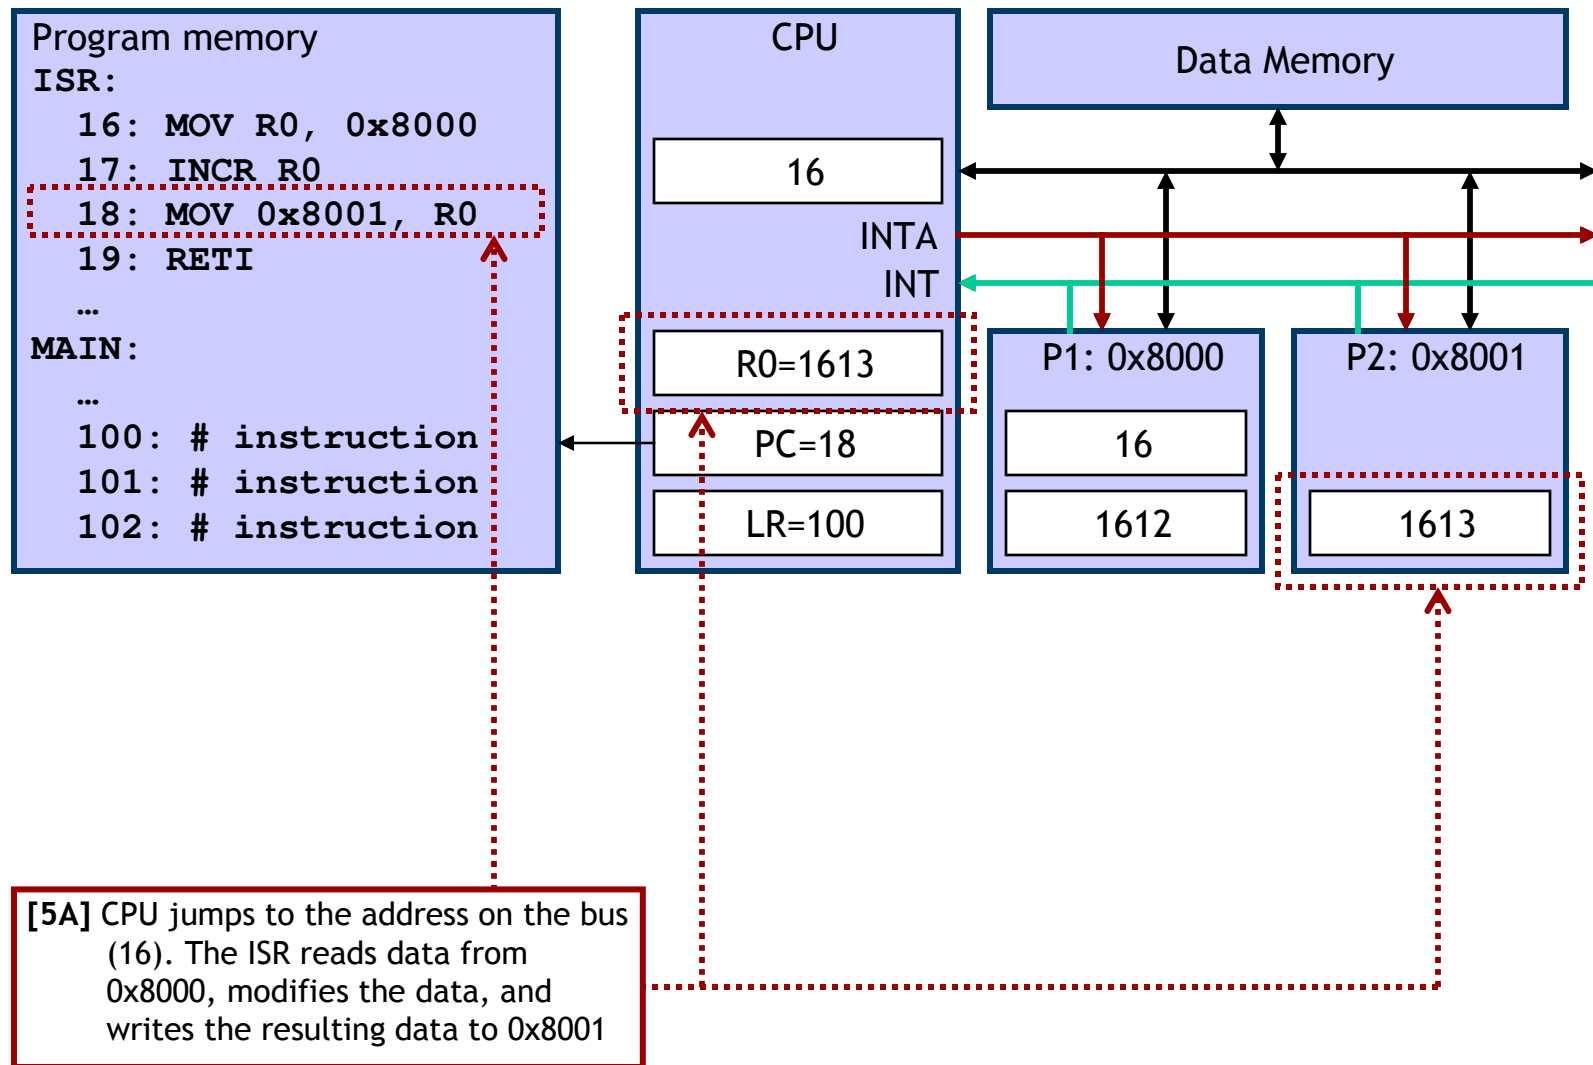 Program memory
ISR:
16: MOV R0, 0x8000
17: INCR R0
18: MOV 0x8001, R0
19: RETI
…
MAIN:
…
100: # instruction
101: # instruction
102: # instruction
CPU
16
INTA
INT
R0=1613
PC=18
LR=100
Data Memory
P1: 0x8000
16
1612
P2: 0x8001
1613
[5A] CPU jumps to the address on the bus
(16). The ISR reads data from
0x8000, modifies the data, and
writes the resulting data to 0x8001